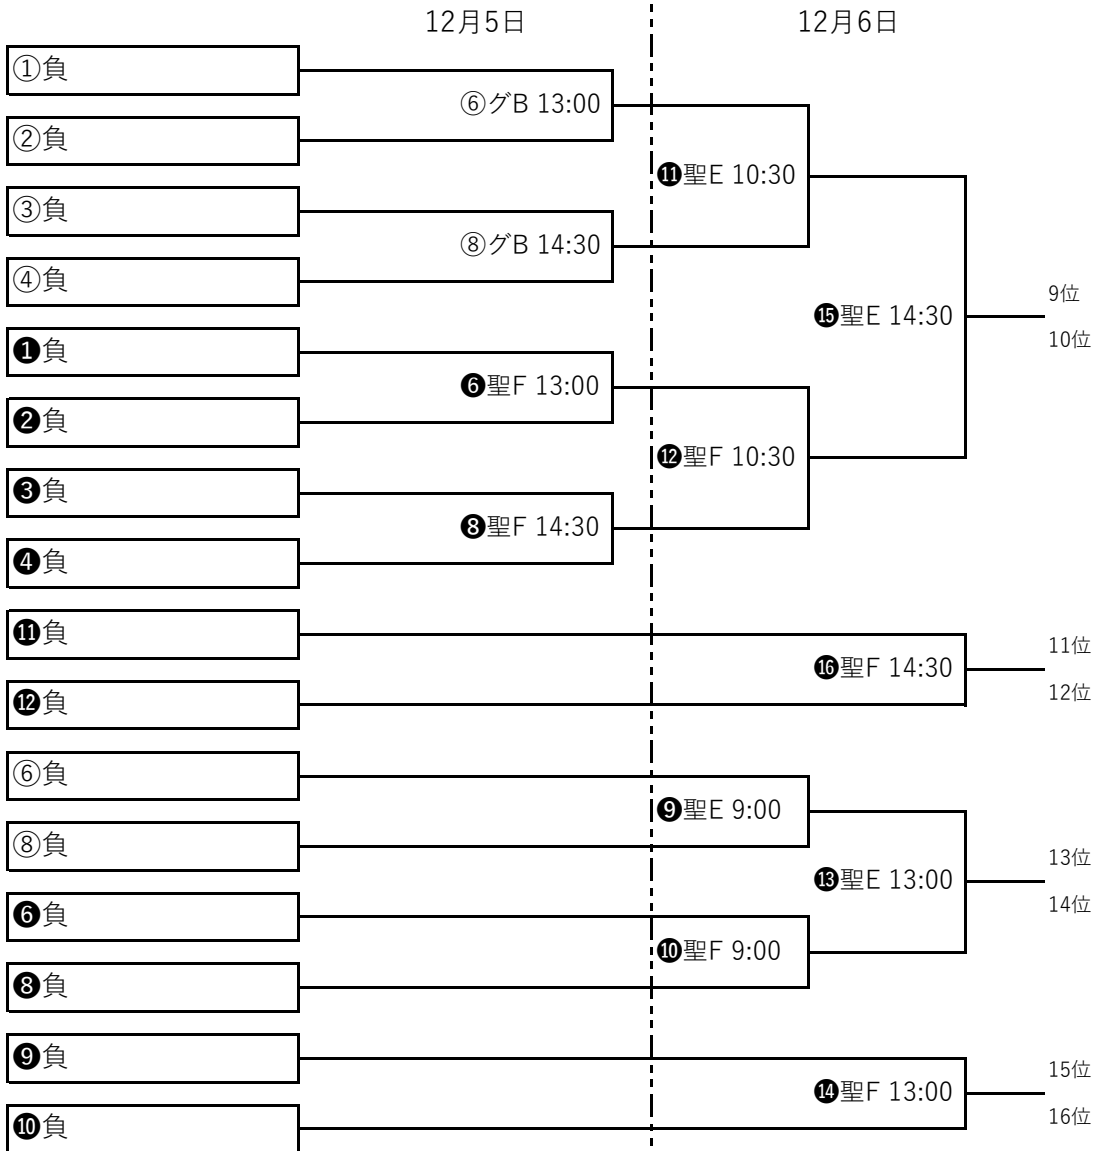 12月5日
12月6日
①負
⑥グB 13:00
②負
⓫聖E 10:30
③負
⑧グB 14:30
④負
9位
⓯聖E 14:30
10位
❶負
❻聖F 13:00
❷負
⓬聖F 10:30
❸負
❽聖F 14:30
❹負
⓫負
11位
⓰聖F 14:30
⓬負
12位
⑥負
❾聖E 9:00
⑧負
13位
⓭聖E 13:00
14位
❻負
❿聖F 9:00
❽負
❾負
15位
⓮聖F 13:00
16位
❿負